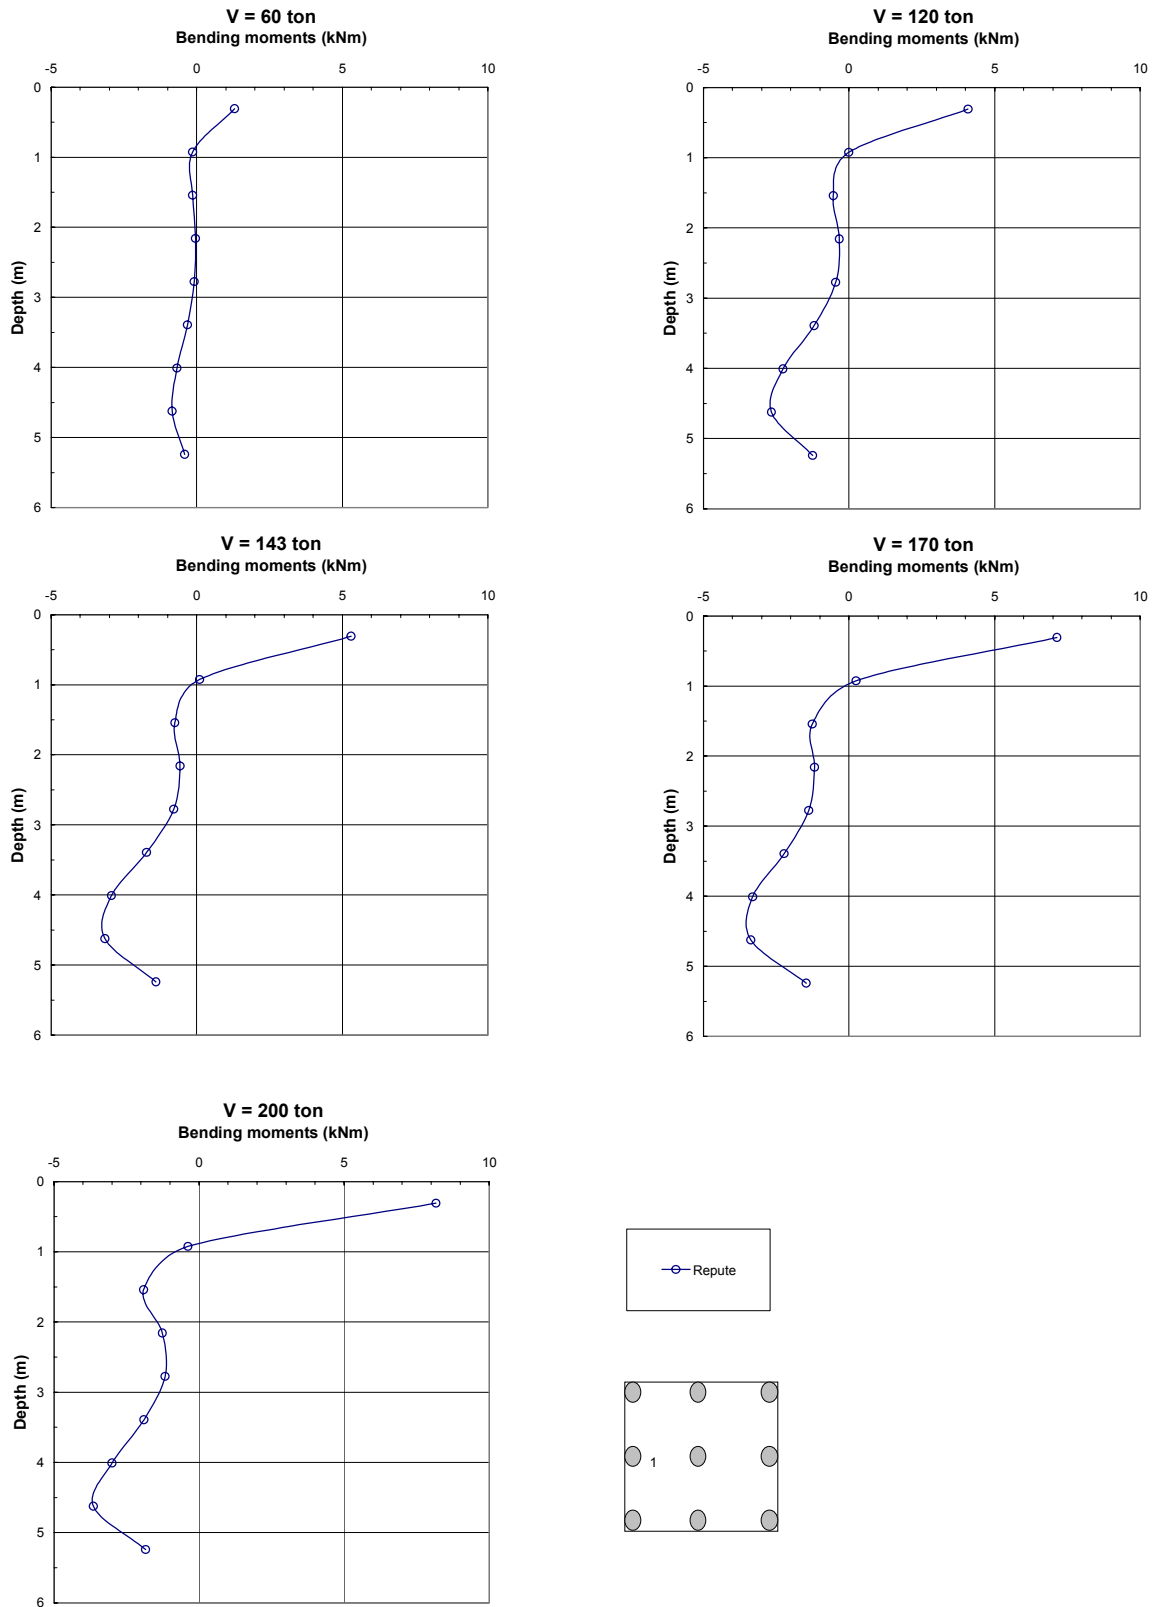 V = 60 ton
Bending moments (kNm)
-5 0 5 10
0
1
2
3
4
5
6
Depth (m)
V = 120 ton
Bending moments (kNm)
-5 0 5 10
0
1
2
3
4
5
6
Depth (m)
V = 143 ton
Bending moments (kNm)
-5 0 5 10
0
1
2
3
4
5
6
Depth (m)
V = 170 ton
Bending moments (kNm)
-5 0 5 10
0
1
2
3
4
5
6
Depth (m)
V = 200 ton
Bending moments (kNm)
-5 0 5 10
0
1
2
3
4
5
6
Depth (m)
Repute
1